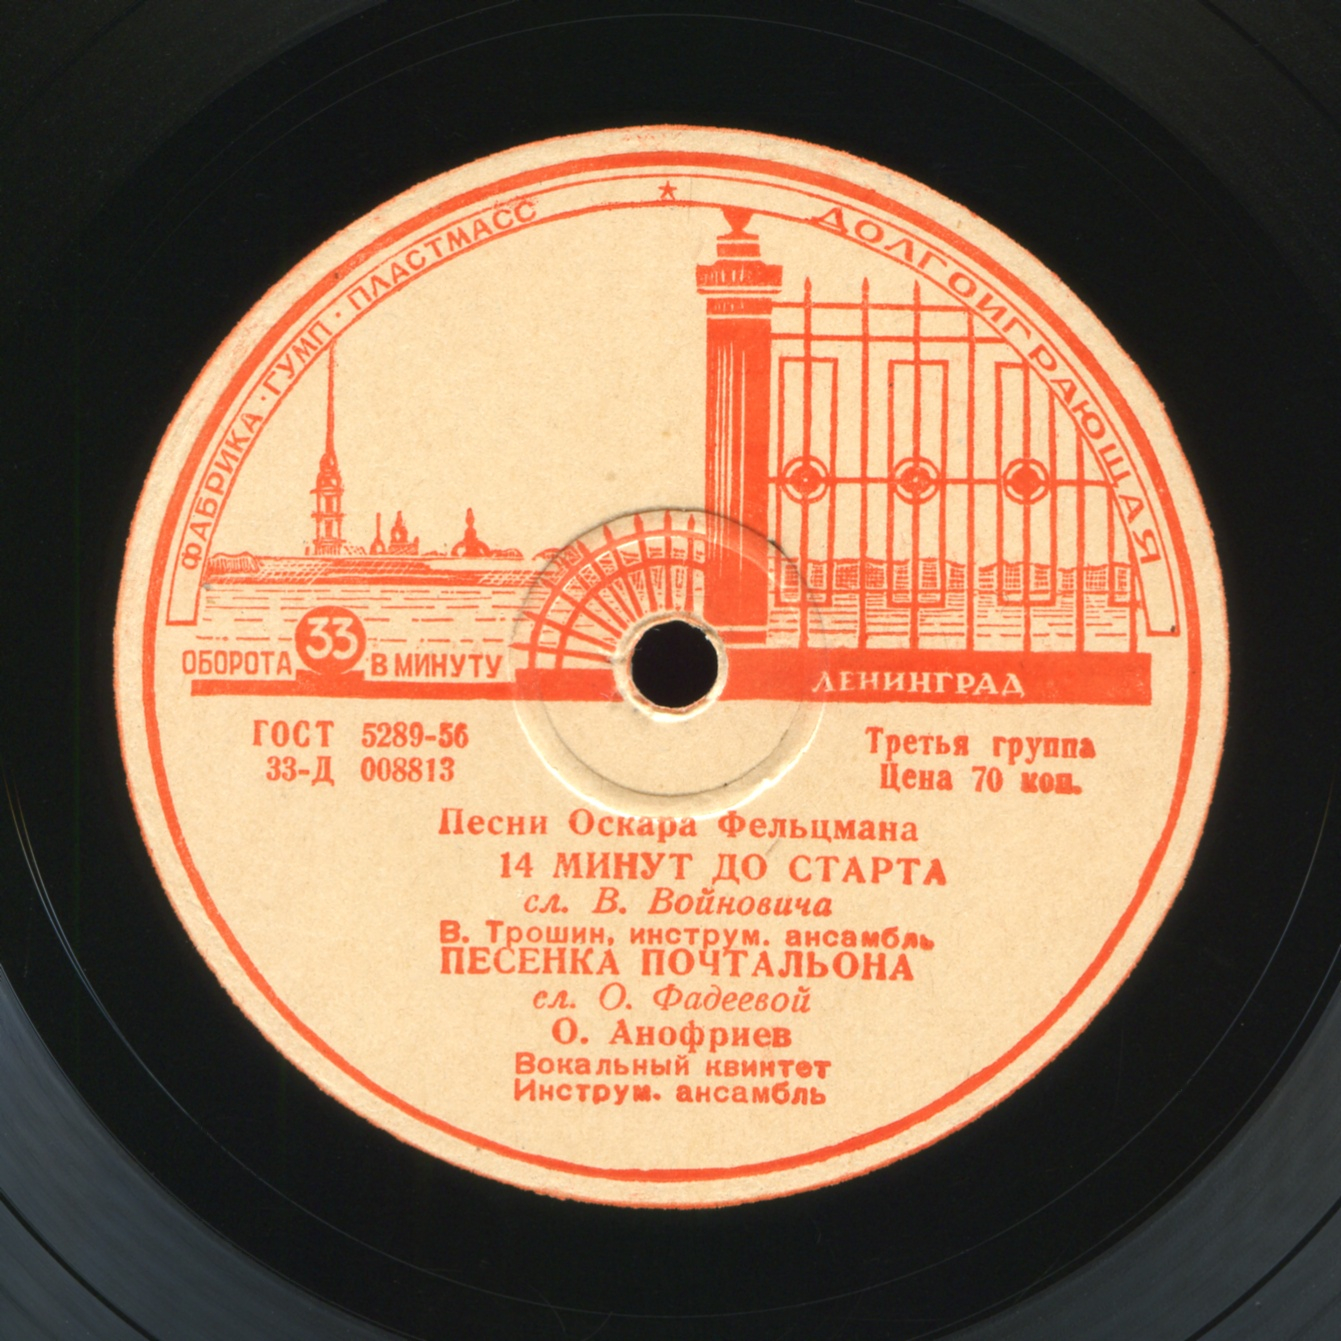 ФАБРИКА·ГУМП·ПЛАСТМАСС
ДОЛГОИГРАЮЩАЯ
33
ОБОРОТА В МИНУТУ
ЛЕНИНГРАД
ГОСТ 5289-56
33-Д 008813
Третья группа
Цена 70 коп.
Песни Оскара Фельцмана
14 МИНУТ ДО СТАРТА
сл. В. Войновича
В. Трошин, инструм. ансамбль
ПЕСЕНКА ПОЧТАЛЬОНА
сл. О. Фадеевой
О. Анофриев
Вокальный квинтет
Инструм. ансамбль